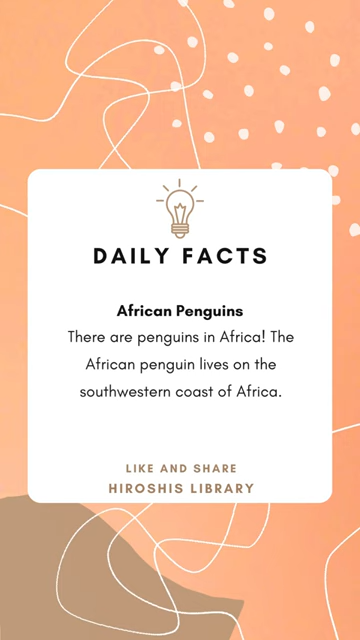 DAILY FACTS
African Penguins
There are penguins in Africa! The
African penguin lives on the
southwestern coast of Africa.
LIKE AND SHARE
HIROSHIS LIBRARY